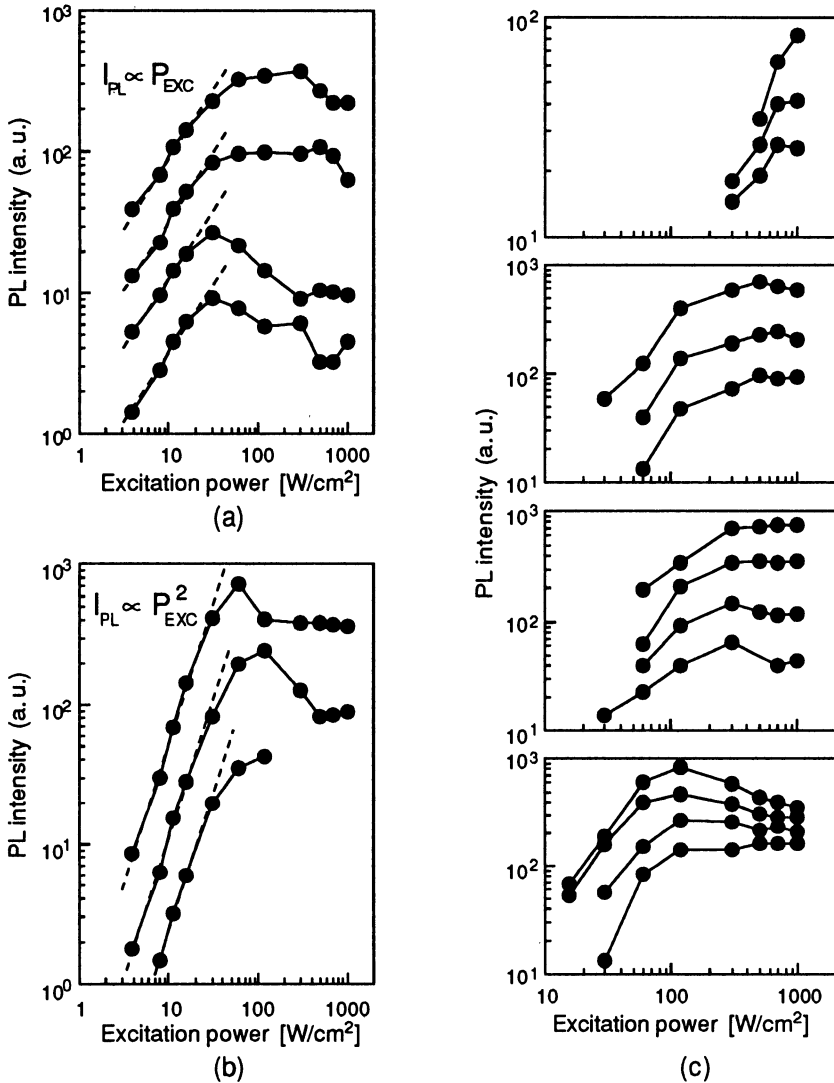 10³
I_PL ∝ P_EXC
10²
PL intensity (a.u.)
10¹
10⁰
1 10 100 1000
Excitation power [W/cm²]
(a)
10³
I_PL ∝ P_EXC²
10²
PL intensity (a.u.)
10¹
10⁰
1 10 100 1000
Excitation power [W/cm²]
(b)
10²
10¹
10³
10²
10¹
PL intensity (a.u.)
10³
10²
10¹
10³
10²
10¹
10 100 1000
Excitation power [W/cm²]
(c)